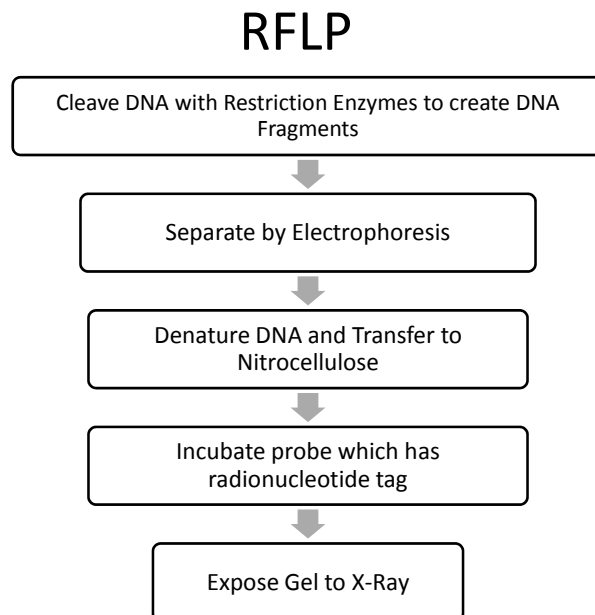 RFLP
Cleave DNA with Restriction Enzymes to create DNA
Fragments
Separate by Electrophoresis
Denature DNA and Transfer to
Nitrocellulose
Incubate probe which has
radionucleotide tag
Expose Gel to X-Ray